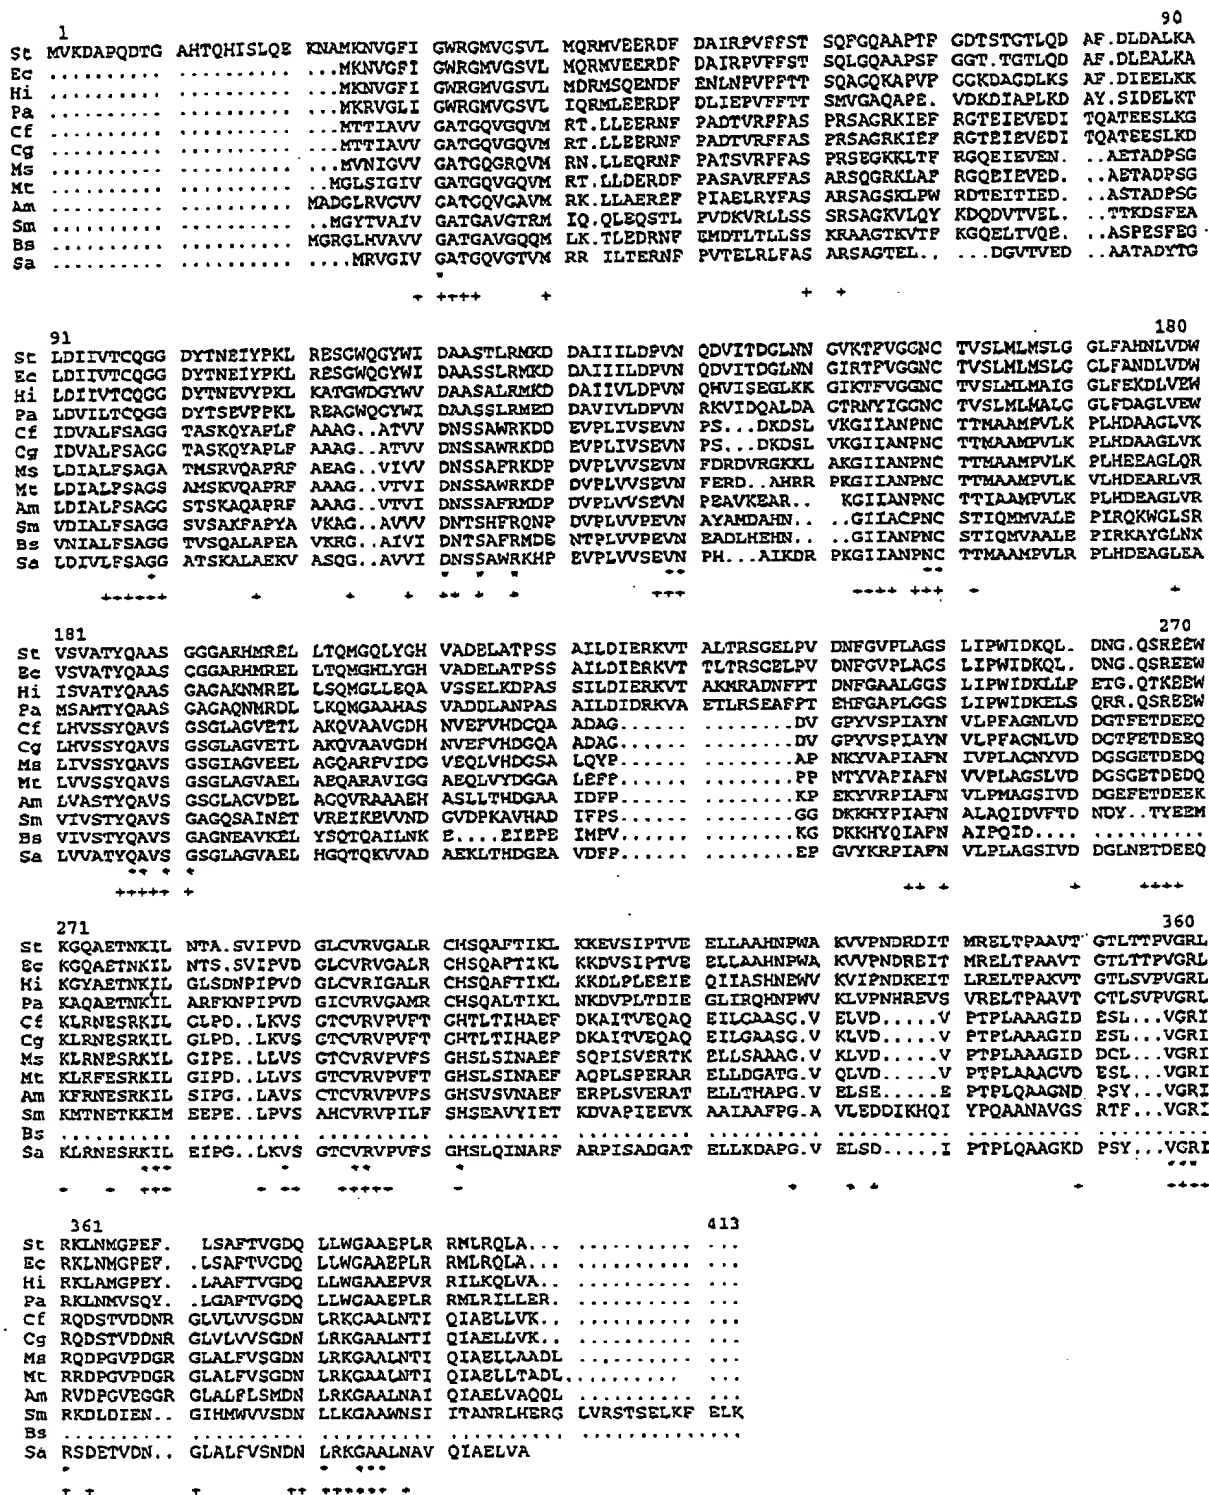 1 90
St MVKDAPQDTG AHTQHISLQE KNAMKNVGFI GWRGMVGSVL MQRMVEERDF DAIRPVFFST SQFGQAAPTF GDTSTGTLQD AF.DLDALKA
Ec .......... .......... ...MKNVGFI GWRGMVGSVL MQRMVEERDF DAIRPVFFST SQLGQAAPSF GGT.TGTLQD AF.DLEALKA
Hi .......... .......... ...MKNVGFI GWRGMVGSVL MDRMSQENDF ENLNPVFFTT SQAGQKAPVF GGKDAGDLKS AF.DIEELKK
Pa .......... .......... ...MKRVGLI GWRGMVGSVL IQRMLEERDF DLIEPVFFTT SMVGAQAPE. VDKDIAPLKD AY.SIDELKT
Cf .......... .......... ...MTTIAVV GATGQVGQVM RT.LLEERNF PADTVRFFAS PRSAGRKIEF RGTEIEVEDI TQATEESLKG
Cg .......... .......... ...MTTIAVV GATGQVGQVM RT.LLEERNF PADTVRFFAS PRSAGRKIEF RGTEIEVEDI TQATEESLKD
Ms .......... .......... ...MVNIGVV GATGQGRQVM RN.LLEQRNF PATSVRFFAS PRSEGKKLTF RGQEIEVEN. ..AETADPSG
Mt .......... .......... ..MGLSIGIV GATGQVGQVM RT.LLDERDF PASAVRFFAS ARSQGRKLAF RGQEIEVED. ..AETADPSG
Am .......... .......... MADGLRVGVV GATGQVGAVM RK.LLAEREF PIAELRYFAS ARSAGSKLPW RDTEITIED. ..ASTADPSG
Sm .......... .......... ..MGYTVAIV GATGAVGTRM IQ.QLEQSTL PVDKVRLLSS SRSAGKVLQY KDQDVTVEL. ..TTKDSFEA
Bs .......... .......... MGRGLHVAVV GATGAVGQQM LK.TLEDRNF EMDTLTLLSS KRAAGTKVTF KGQELTVQE. ..ASPESFEG
Sa .......... .......... ....MRVGIV GATGQVGTVM RR ILTERNF PVTELRLFAS ARSAGTEL.. ..DGVTVED ..AATADYTG
*
+ ++++ + + +
91 180
St LDIIVTCQGG DYTNEIYPKL RESGWQGYWI DAASTLRMKD DAIIILDPVN QDVITDGLNN GVKTFVGGNC TVSLMLMSLG GLFAHNLVDW
Ec LDIIVTCQGG DYTNEIYPKL RESGWQGYWI DAASSLRMKD DAIIILDPVN QDVITDGLNN GIRTFVGGNC TVSLMLMSLG GLFANDLVDW
Hi LDIIVTCQGG DYTNEVYPKL KATGWDGYWV DAASALRMKD DAIIVLDPVN QHVISEGLKK GIKTFVGGNC TVSLMLMAIG GLFEKDLVEW
Pa LDVILTCQGG DYTSEVFPKL REAGWQGYWI DAASSLRMED DAVIVLDPVN RKVIDQALDA GTRNYIGGNC TVSLMLMALG GLFDAGLVEW
Cf IDVALFSAGG TASKQYAPLF AAAG..ATVV DNSSAWRKDD EVPLIVSEVN PS...DKDSL VKGIIANPNC TTMAAMPVLK PLHDAAGLVK
Cg IDVALFSAGG TASKQYAPLF AAAG..ATVV DNSSAWRKDD EVPLIVSEVN PS...DKDSL VKGIIANPNC TTMAAMPVLK PLHDAAGLVK
Ms LDIALFSAGA TMSRVQAPRF AEAG..VIVV DNSSAFRKDP DVPLVVSEVN FDRDVRGKKL AKGIIANPNC TTMAAMPVLK PLHEEAGLQR
Mt LDIALFSAGS AMSKVQAPRF AAAG..VTVI DNSSAWRKDP DVPLVVSEVN FERD..AHRR PKGIIANPNC TTMAAMPVLK VLHDEARLVR
Am LDIALFSAGG STSKAQAPRF AAAG..VTVI DNSSAFRMDP DVPLVVSEVN PEAVKEAR.. .KGIIANPNC TTIAAMPVLK PLHDEAGLVR
Sm VDIALFSAGG SVSAKFAPYA VKAG..AVVV DNTSHFRQNP DVPLVVPEVN AYAMDAHN.. ..GIIACPNC STIQMMVALE PIRQKWGLSR
Bs VNIALFSAGG TVSQALAPEA VKRG..AIVI DNTSAFRMDE NTPLVVPEVN EADLHEHN.. ..GIIANPNC STIQMVAALE PIRKAYGLNK
Sa LDIVLFSAGG ATSKALAEKV ASQG..AVVI DNSSAWRKHP EVPLVVSEVN PH...AIKDR PKGIIANPNC TTMAAMPVLR PLHDEAGLEA
* * * * ** **
++++++ + + + ++ + + +++ ++++ +++ + +
181 270
St VSVATYQAAS GGGARHMREL LTQMGQLYGH VADELATPSS AILDIERKVT ALTRSGELPV DNFGVPLAGS LIPWIDKQL. DNG.QSREEW
Ec VSVATYQAAS GGGARHMREL LTQMGHLYGH VADELATPSS AILDIERKVT TLTRSGELPV DNFGVPLAGS LIPWIDKQL. DNG.QSREEW
Hi ISVATYQAAS GAGAKNMREL LSQMGLLEQA VSSELKDPAS SILDIERKVT AKMRADNFPT DNFGAALGGS LIPWIDKLLP ETG.QTKEEW
Pa MSAMTYQAAS GAGAQNMRDL LKQMGAAHAS VADDLANPAS AILDIDRKVA ETLRSEAFPT EHFGAPLGGS LIPWIDKELS QRR.QSREEW
Cf LHVSSYQAVS GSGLAGVETL AKQVAAVGDH NVEFVHDGQA ADAG...... ........DV GPYVSPIAYN VLPFAGNLVD DGTFETDEEQ
Cg LHVSSYQAVS GSGLAGVETL AKQVAAVGDH NVEFVHDGQA ADAG...... ........DV GPYVSPIAYN VLPFAGNLVD DGTFETDEEQ
Ms LIVSSYQAVS GSGIAGVEEL AGQARPVIDG VEQLVHDGSA LQYP...... ........AP NKYVAPIAFN IVPLAGNYVD DGSGETDEDQ
Mt LVVSSYQAVS GSGLAGVAEL AEQARAVIGG AEQLVYDGGA LEFP...... ........PP NTYVAPIAFN VVPLAGSLVD DGSGETDEDQ
Am LVASTYQAVS GSGLAGVDEL AGQVRAAAEH ASLLTHDGAA IDFP...... ........KP EKYVRPIAFN VLPMAGSIVD DGEFETDEEK
Sm VIVSTYQAVS GAGQSAINET VREIKEVVND GVDPKAVHAD IFPS...... ........GG DKKHYPIAFN ALAQIDVFTD NDY..TYEEM
Bs VIVSTYQAVS GAGNEAVKEL YSQTQAILNK E....EIEPE IMPV...... ........KG DKKHYQIAFN AIPQID.... ..........
Sa LVVATYQAVS GSGLAGVAEL HGQTQKVVAD AEKLTHDGEA VDFP...... ........EP GVYKRPIAFN VLPLAGSIVD DGLNETDEEQ
** * *
+++++ + + ++ + + ++++
271 360
St KGQAETNKIL NTA.SVIPVD GLCVRVGALR CHSQAFTIKL KKEVSIPTVE ELLAAHNPWA KVVPNDRDIT MRELTPAAVT GTLTTPVGRL
Ec KGQAETNKIL NTS.SVIPVD GLCVRVGALR CHSQAFTIKL KKDVSIPTVE ELLAAHNPWA KVVPNDREIT MRELTPAAVT GTLTTPVGRL
Hi KGYAETNKIL GLSDNPIPVD GLCVRIGALR CHSQAFTIKL KKDLPLEEIE QIIASHNEWV KVIPNDKEIT LRELTPAKVT GTLSVPVGRL
Pa KAQAETNKIL ARFKNPIPVD GICVRVGAMR CHSQALTIKL NKDVPLTDIE GLIRQHNPWV KLVPNHREVS VRELTPAAVT GTLSVPVGRL
Cf KLRNESRKIL GLPD..LKVS GTCVRVPVFT GHTLTIHAEF DKAITVEQAQ EILGAASG.V ELVD.....V PTPLAAAGID ESL...VGRI
Cg KLRNESRKIL GLPD..LKVS GTCVRVPVFT GHTLTIHAEF DKAITVEQAQ EILGAASG.V KLVD.....V PTPLAAAGID ESL...VGRI
Ms KLRNESRKIL GIPE..LLVS GTCVRVPVFS GHSLSINAEF SQPISVERTK ELLSAAAG.V KLVD.....V PTPLAAAGID DCL...VGRI
Mt KLRFESRKIL GIPD..LLVS GTCVRVPVFT GHSLSINAEF AQPLSPERAR ELLDGATG.V QLVD.....V PTPLAAAGVD ESL...VGRI
Am KFRNESRKIL SIPG..LAVS CTCVRVPVFS GHSVSVNAEF ERPLSVERAT ELLTHAPG.V ELSE.....E PTPLQAAGND PSY...VGRI
Sm KMTNETKKIM EEPE..LPVS AHCVRVPILF SHSEAVYIET KDVAPIEEVK AAIAAFPG.A VLEDDIKHQI YPQAANAVGS RTF...VGRI
Bs .......... .......... .......... .......... .......... .......... .......... .......... ..........
Sa KLRNESRKIL EIPG..LKVS GTCVRVPVFS GHSLQINARF ARPISADGAT ELLKDAPG.V ELSD.....I PTPLQAAGKD PSY...VGRI
*** * ** * ***
+ + +++ + ++ +++++ + + + + + ++++
361 413
St RKLNMGPEF. .LSAFTVGDQ LLWGAAEPLR RMLRQLA... .......... ...
Ec RKLNMGPEF. .LSAFTVGDQ LLWGAAEPLR RMLRQLA... .......... ...
Hi RKLAMGPEY. .LAAFTVGDQ LLWGAAEPVR RILKQLVA.. .......... ...
Pa RKLNMVSQY. .LGAFTVGDQ LLWGAAEPLR RMLRILLER. .......... ...
Cf RQDSTVDDNR GLVLVVSGDN LRKGAALNTI QIAELLVK.. .......... ...
Cg RQDSTVDDNR GLVLVVSGDN LRKGAALNTI QIAELLVK.. .......... ...
Ms RQDPGVPDGR GLALFVSGDN LRKGAALNTI QIAELLAADL .......... ...
Mt RRDPGVPDGR GLALFVSGDN LRKGAALNTI QIAELLTADL .......... ...
Am RVDPGVEGGR GLALFLSMDN LRKGAALNAI QIAELVAQQL .......... ...
Sm RKDLDIEN.. GIHMWVVSDN LLKGAAWNSI ITANRLHERG LVRSTSELKF ELK
Bs .......... .......... .......... .......... .......... ...
Sa RSDETVDN.. GLALFVSNDN LRKGAALNAV QIAELVA
* * ***
+ + + ++ ++++++ +